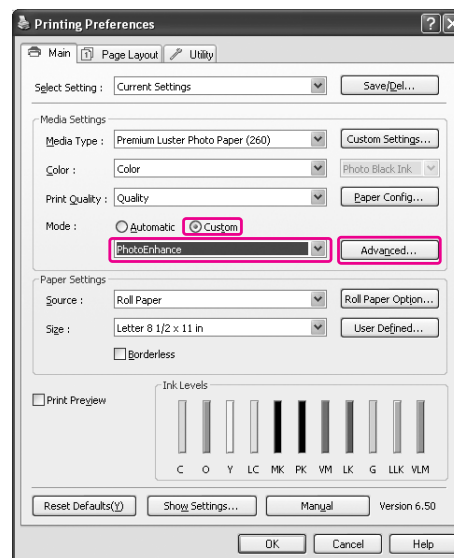 Printing Preferences
Main Page Layout Utility
Select Setting : Current Settings Save/Del...
Media Settings
Media Type : Premium Luster Photo Paper (260) Custom Settings...
Color : Color Photo Black Ink
Print Quality : Quality Paper Config...
Mode : Automatic Custom
PhotoEnhance Advanced...
Paper Settings
Source : Roll Paper Roll Paper Option...
Size : Letter 8 1/2 x 11 in User Defined...
Borderless
Print Preview
Ink Levels
C O Y LC MK PK VM LK G LLK VLM
Reset Defaults(Y) Show Settings... Manual Version 6.50
OK Cancel Help